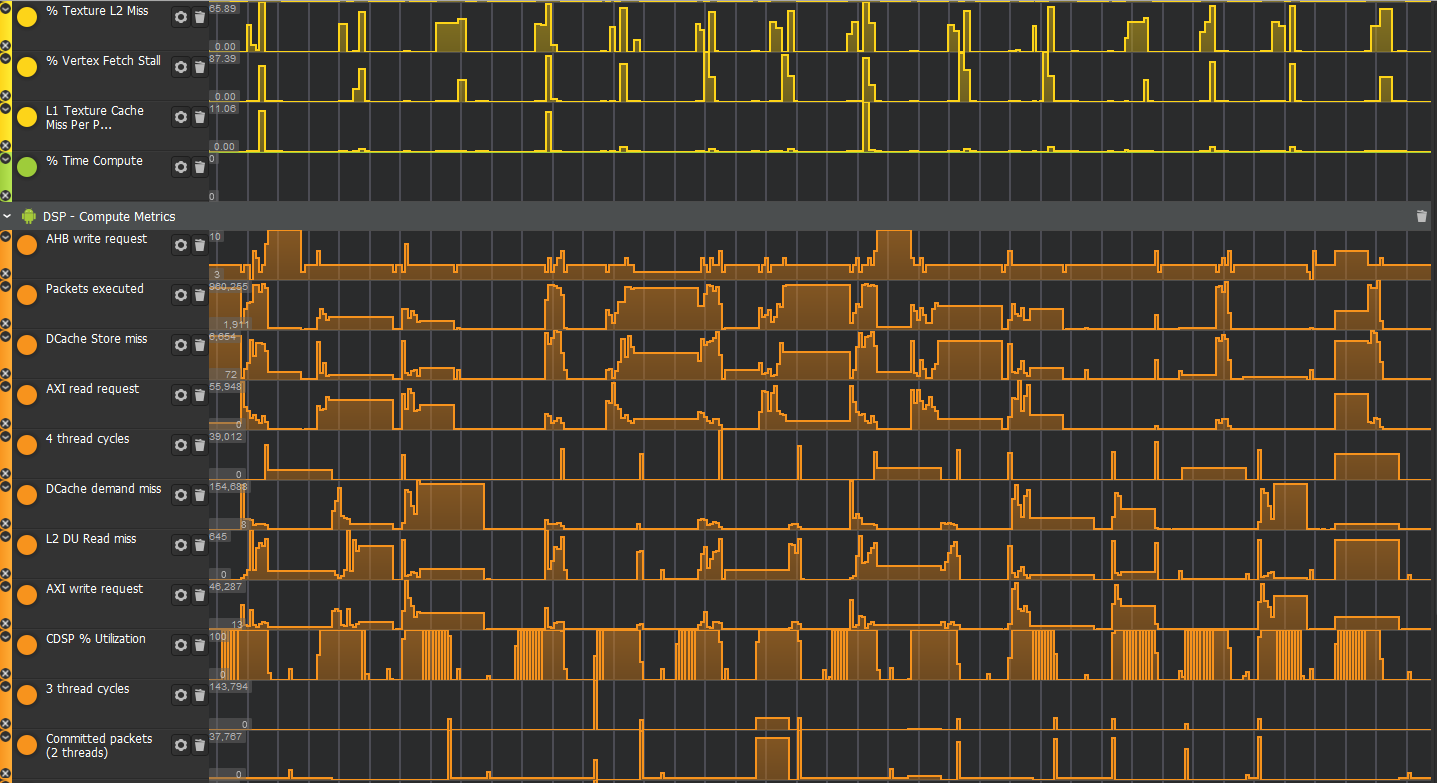 % Texture L2 Miss
65.89
0.00
% Vertex Fetch Stall
87.39
0.00
L1 Texture Cache
Miss Per P...
11.06
0.00
% Time Compute
0
0
DSP - Compute Metrics
AHB write request
10
3
Packets executed
1,911
DCache Store miss
6,654
72
AXI read request
55,948
0
4 thread cycles
39,012
0
DCache demand miss
154,688
8
L2 DU Read miss
645
0
AXI write request
48,287
13
CDSP % Utilization
100
0
3 thread cycles
143,794
0
Committed packets
(2 threads)
37,767
0